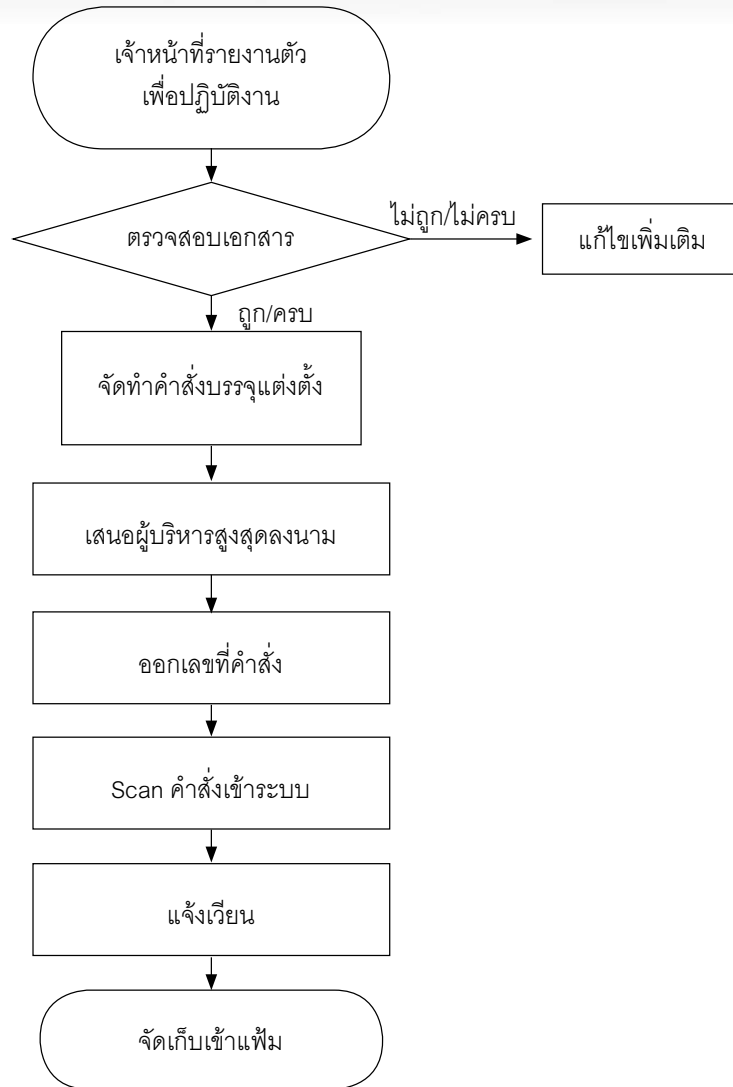 เจ้าหน้าที่รายงานตัว
เพื่อปฏิบัติงาน
ตรวจสอบเอกสาร
ไม่ถูก/ไม่ครบ
แก้ไขเพิ่มเติม
ถูก/ครบ
จัดทำคำสั่งบรรจุแต่งตั้ง
เสนอผู้บริหารสูงสุดลงนาม
ออกเลขที่คำสั่ง
Scan คำสั่งเข้าระบบ
แจ้งเวียน
จัดเก็บเข้าแฟ้ม